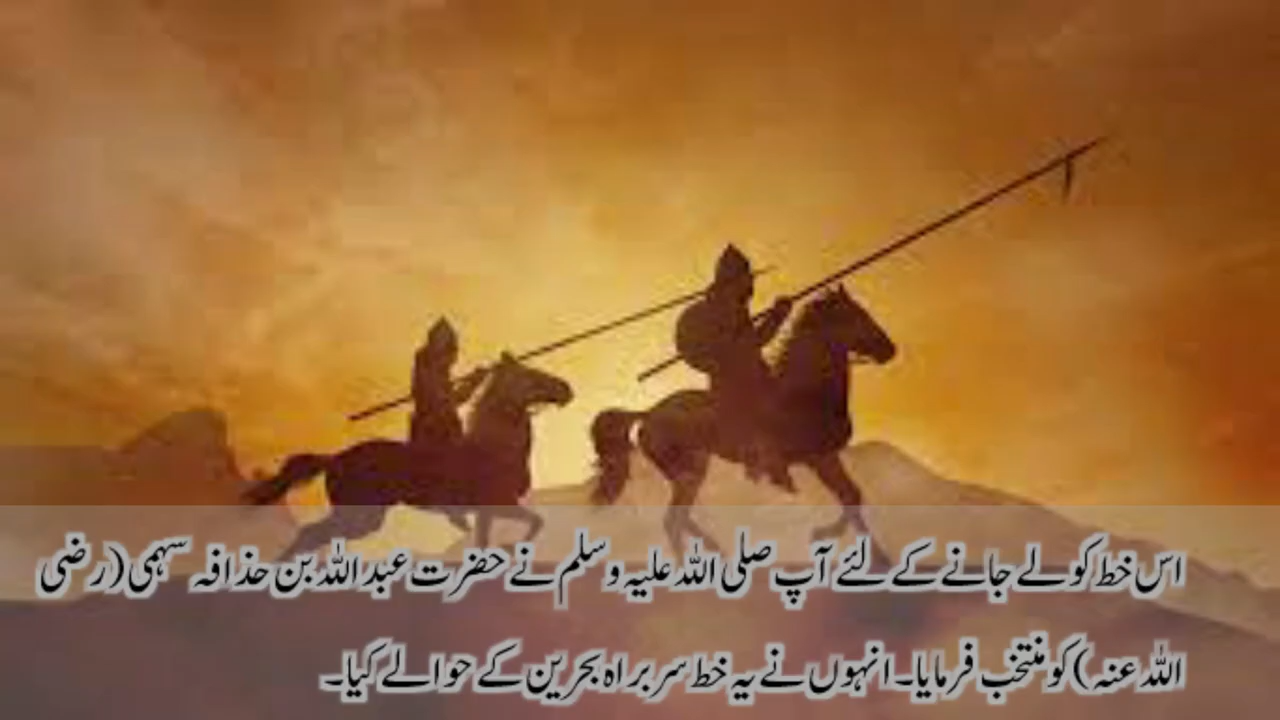 اس خط کو لے جانے کے لئے آپ صلی اللہ علیہ وسلم نے حضرت عبد اللہ بن حذافہ سہمی (رضی
اللہ عنہ) کو منتخب فرمایا۔ انہوں نے یہ خط سربراہ بحرین کے حوالے کیا۔